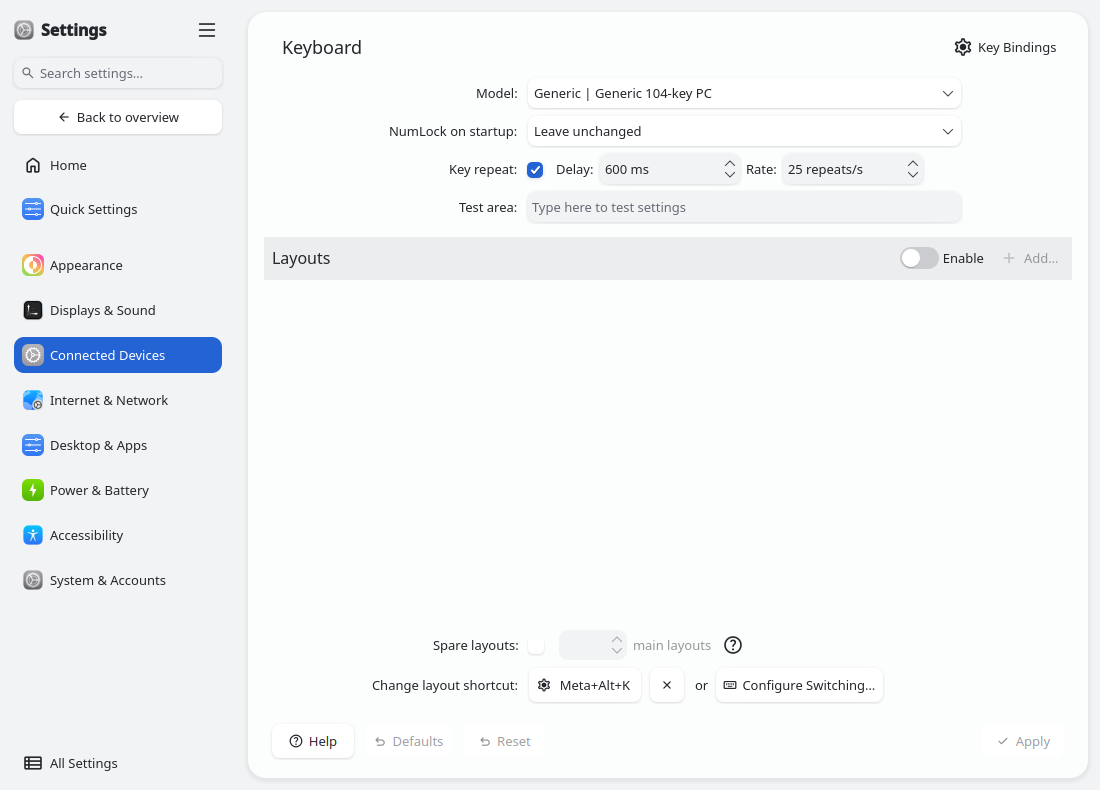 Settings
Search settings...
Back to overview
Home
Quick Settings
Appearance
Displays & Sound
Connected Devices
Internet & Network
Desktop & Apps
Power & Battery
Accessibility
System & Accounts
All Settings
Keyboard
Key Bindings
Model: Generic | Generic 104-key PC
NumLock on startup: Leave unchanged
Key repeat: Delay: 600 ms Rate: 25 repeats/s
Test area: Type here to test settings
Layouts
Enable
Add...
Spare layouts: main layouts
Change layout shortcut: Meta+Alt+K or Configure Switching...
Help
Defaults
Reset
Apply